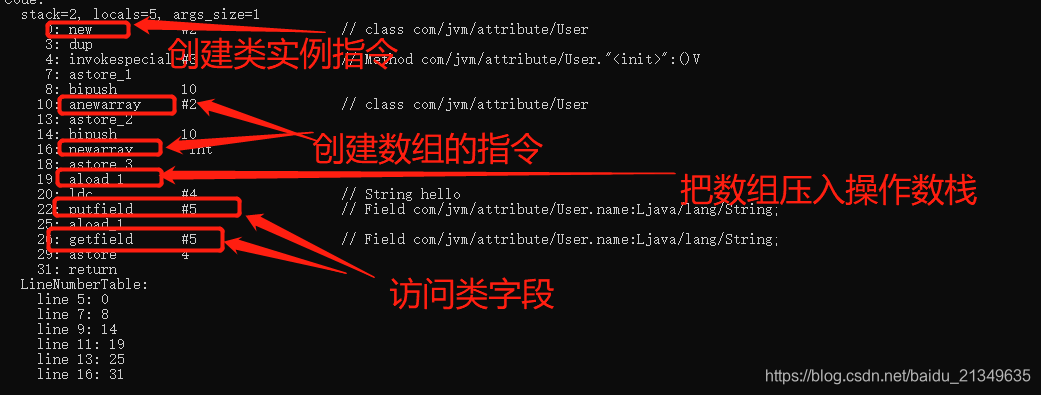 Code:
stack=2, locals=5, args_size=1
0: new #2 // class com/jvm/attribute/User
创建类实例指令
3: dup
4: invokespecial #3 // Method com/jvm/attribute/User."<init>":()V
7: astore_1
8: bipush 10
10: anewarray #2 // class com/jvm/attribute/User
13: astore_2
14: bipush 10
创建数组的指令
16: newarray int
18: astore_3
19: aload_1
把数组压入操作数栈
20: ldc #4 // String hello
22: putfield #5 // Field com/jvm/attribute/User.name:Ljava/lang/String;
25: aload_1
26: getfield #5 // Field com/jvm/attribute/User.name:Ljava/lang/String;
29: astore 4
31: return
访问类字段
LineNumberTable:
line 5: 0
line 7: 8
line 9: 14
line 11: 19
line 13: 25
line 16: 31
https://blog.csdn.net/baidu_21349635